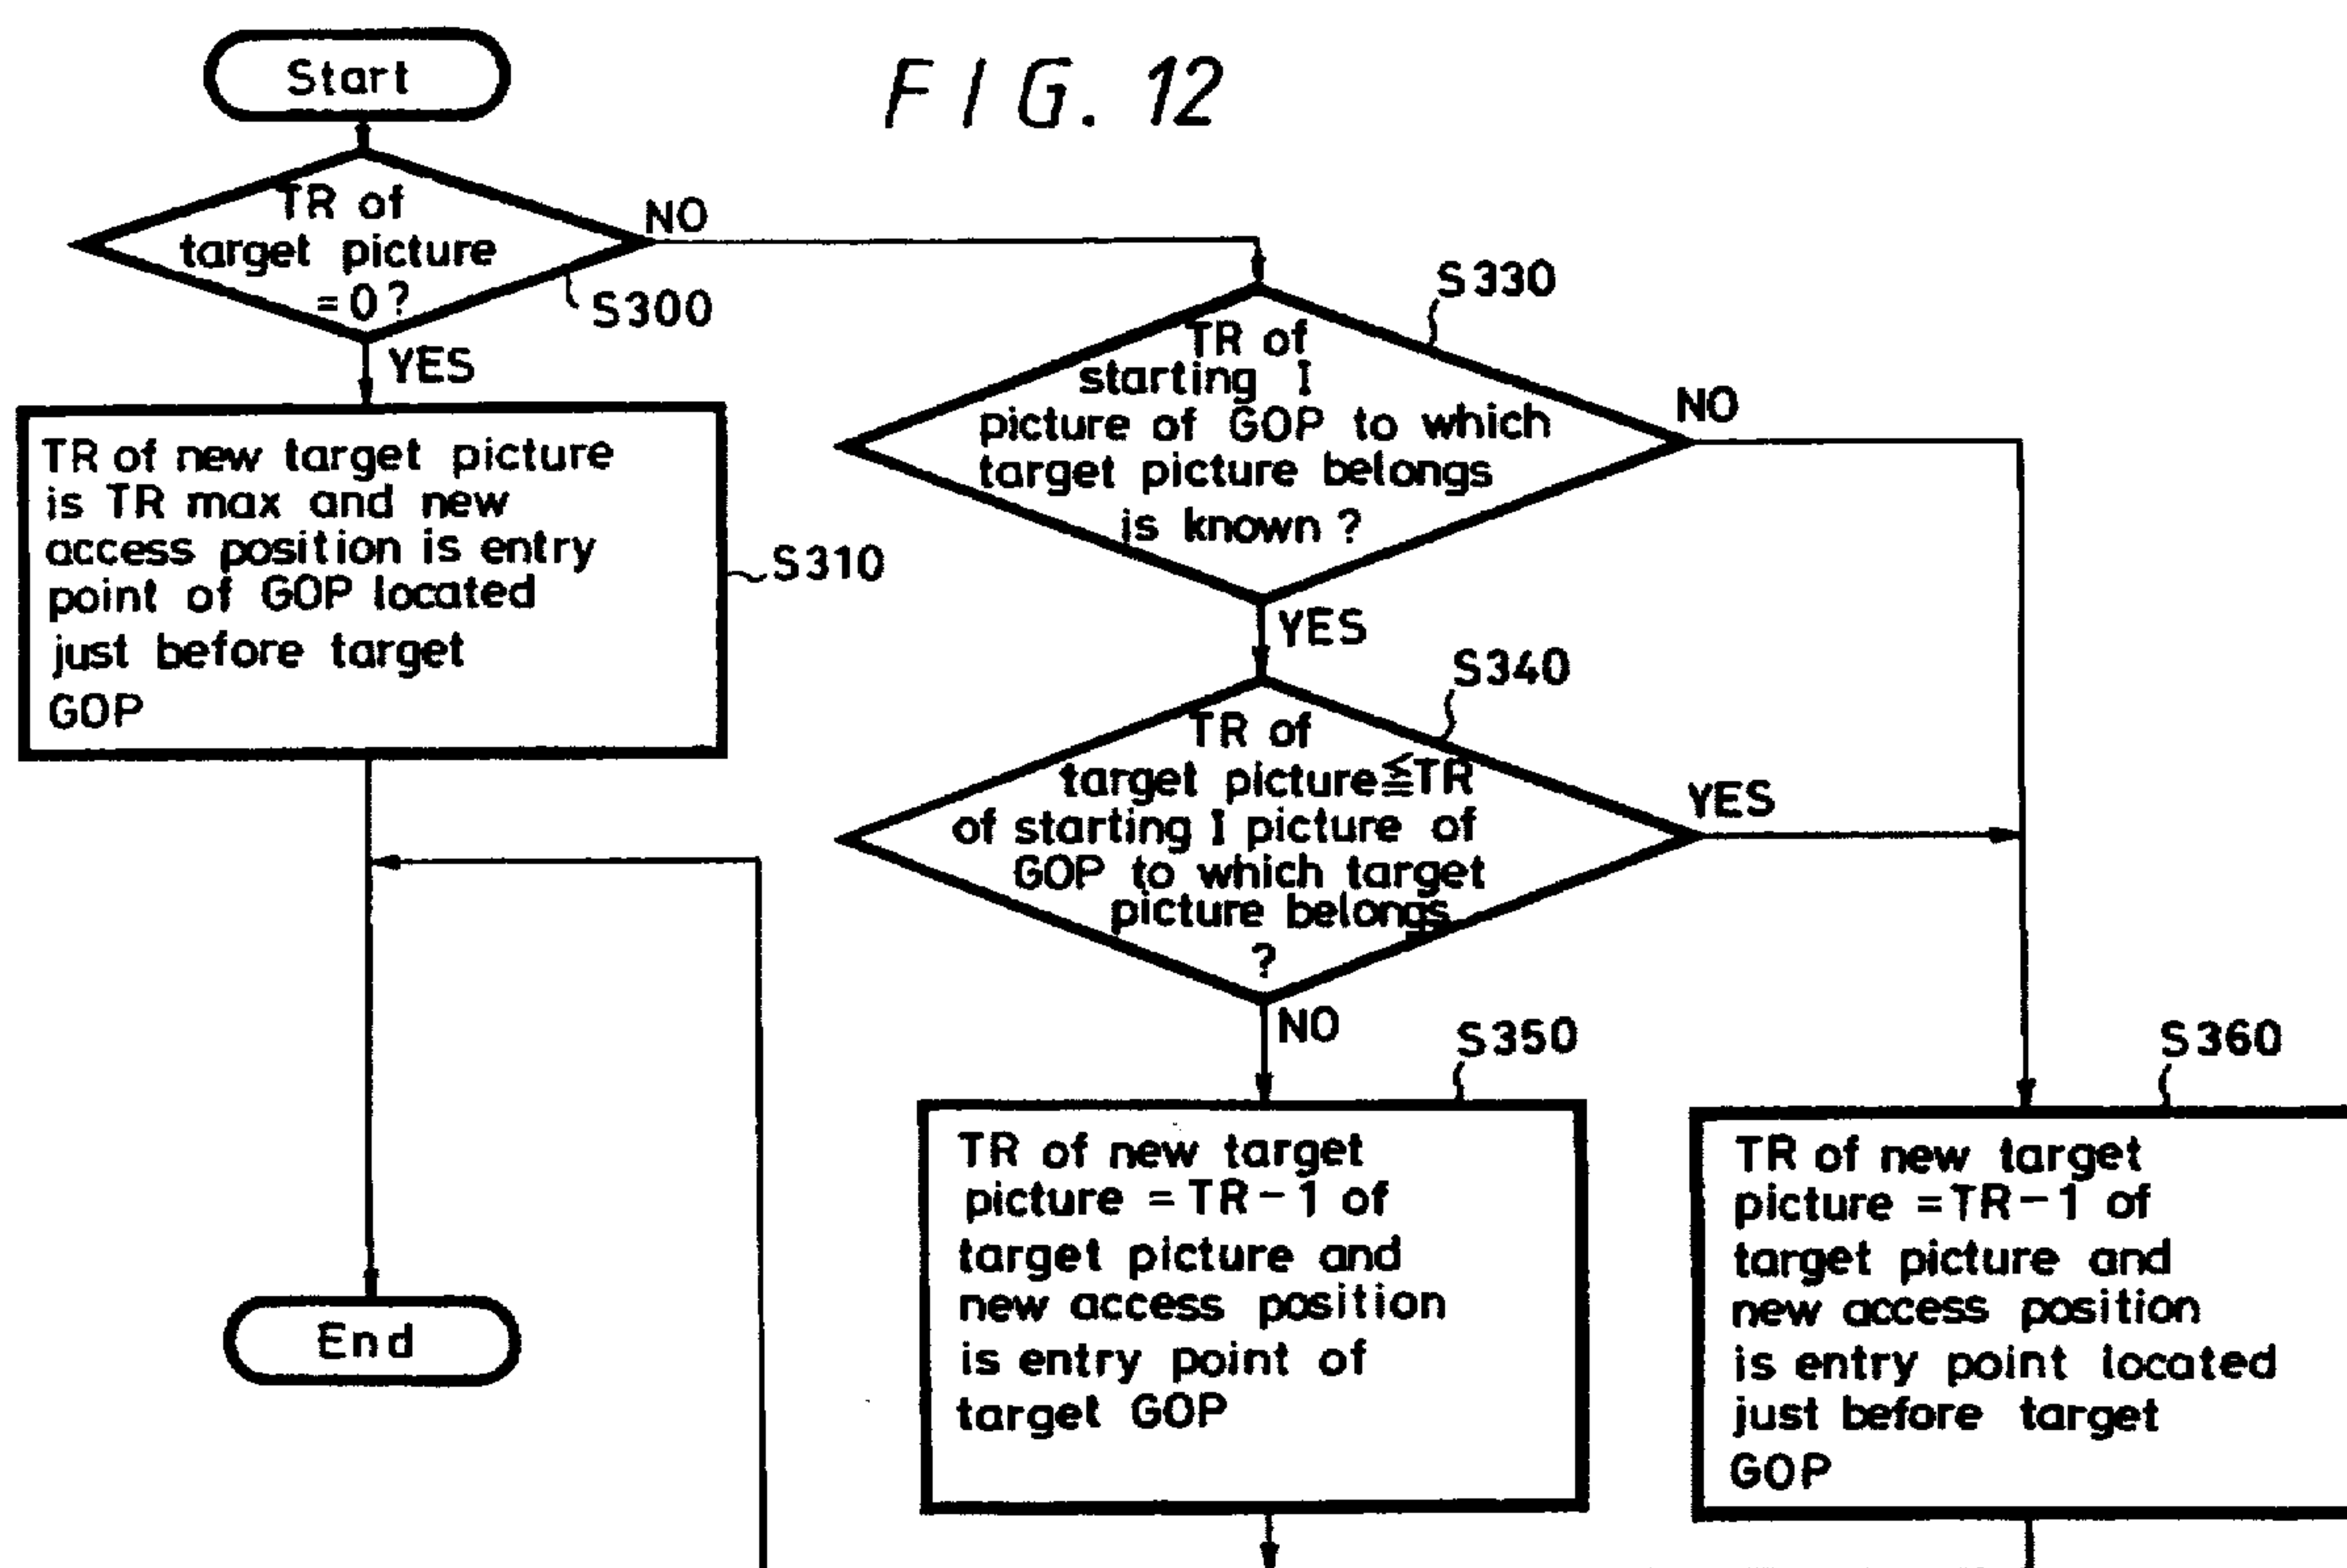 FIG. 12
Start
TR of
target picture
=0?
NO
S300
YES
TR of new target picture
is TR max and new
access position is entry
point of GOP located
just before target
GOP
S310
End
S330
TR of
starting I
picture of GOP to which
target picture belongs
is known?
NO
YES
S340
TR of
target picture≦TR
of starting I picture of
GOP to which target
picture belongs
?
YES
NO
S350
TR of new target
picture =TR-1 of
target picture and
new access position
is entry point of
target GOP
S360
TR of new target
picture =TR-1 of
target picture and
new access position
is entry point located
just before target
GOP